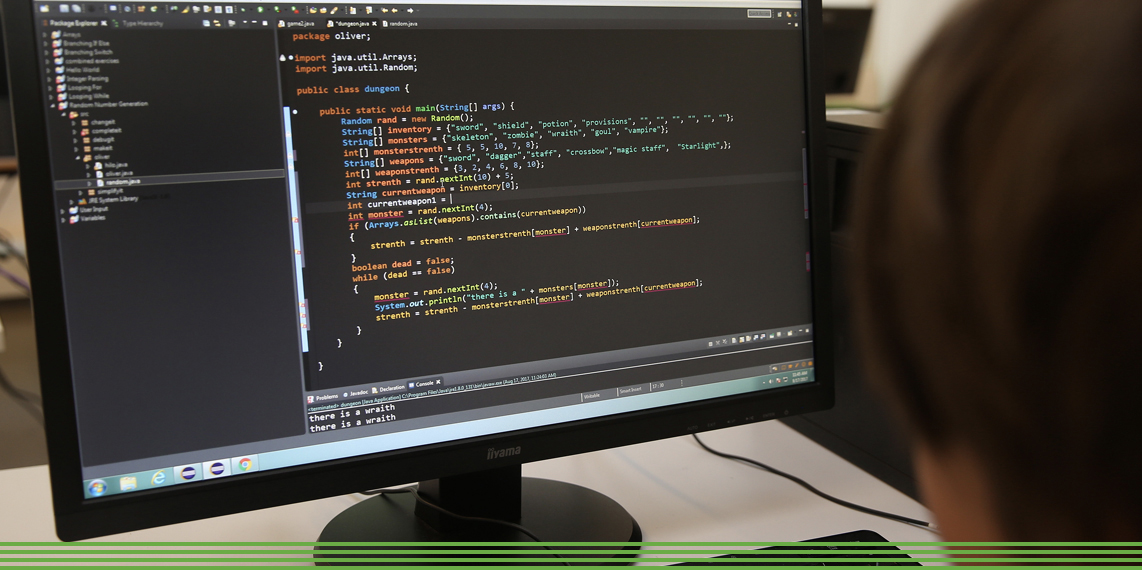 Package Explorer Type Hierarchy
game2.java *dungeon.java random.java
Arrays
Branching If Else
Branching Switch
combined exercises
Hello World
Integer Parsing
Looping For
Looping While
Random Number Generation
src
changeit
completeit
debugit
makeit
oliver
hilo.java
oliver.java
random.java
simplifyit
JRE System Library
User Input
Variables
package oliver;
import java.util.Arrays;
import java.util.Random;
public class dungeon {
public static void main(String[] args) {
Random rand = new Random();
String[] inventory = {"sword", "shield", "potion", "provisions", "", "", "", "", "", ""};
String[] monsters = {"skeleton", "zombie", "wraith", "goul", "vampire"};
int[] monsterstrenth = { 5, 5, 10, 7, 8};
String[] weapons = {"sword", "dagger","staff", "crossbow","magic staff", "Starlight",};
int[] weaponstrenth = {3, 2, 4, 6, 8, 10};
int strenth = rand.nextInt(10) + 5;
String currentweapon = inventory[0];
int currentweapon1 =
int monster = rand.nextInt(4);
if (Arrays.asList(weapons).contains(currentweapon))
{
strenth = strenth - monsterstrenth[monster] + weaponstrenth[currentweapon];
}
boolean dead = false;
while (dead == false)
{
monster = rand.nextInt(4);
System.out.println("there is a " + monsters[monster]);
strenth = strenth - monsterstrenth[monster] + weaponstrenth[currentweapon];
}
}
}
Problems Javadoc Declaration Console
<terminated> dungeon [Java Application] C:\Program Files\Java\jre1.8.0_131\bin\javaw.exe (Aug 17, 2017, 11:24:03 AM)
there is a wraith
there is a wraith
Writable Smart Insert
iiyama